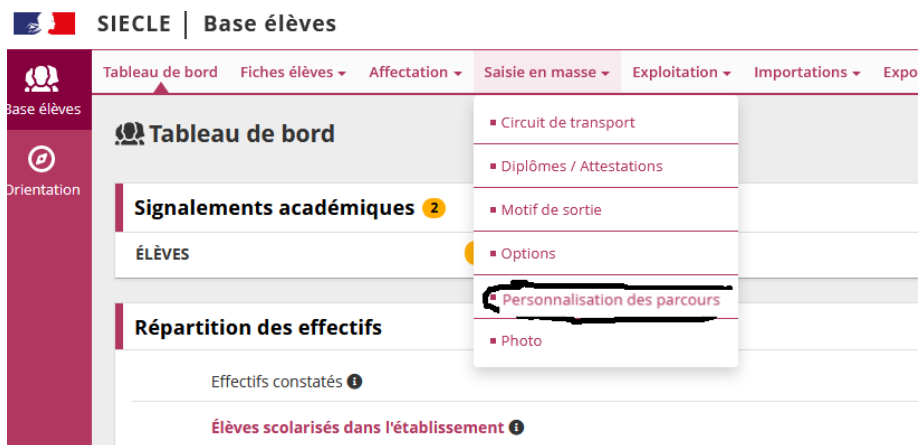 SIECLE | Base élèves
Tableau de bord Fiches élèves Affectation Saisie en masse Exploitation Importations Expo
Base élèves
Orientation
Tableau de bord
Circuit de transport
Diplômes / Attestations
Motif de sortie
Options
Personnalisation des parcours
Photo
Signalements académiques 2
ÉLÈVES
Répartition des effectifs
Effectifs constatés
Élèves scolarisés dans l'établissement